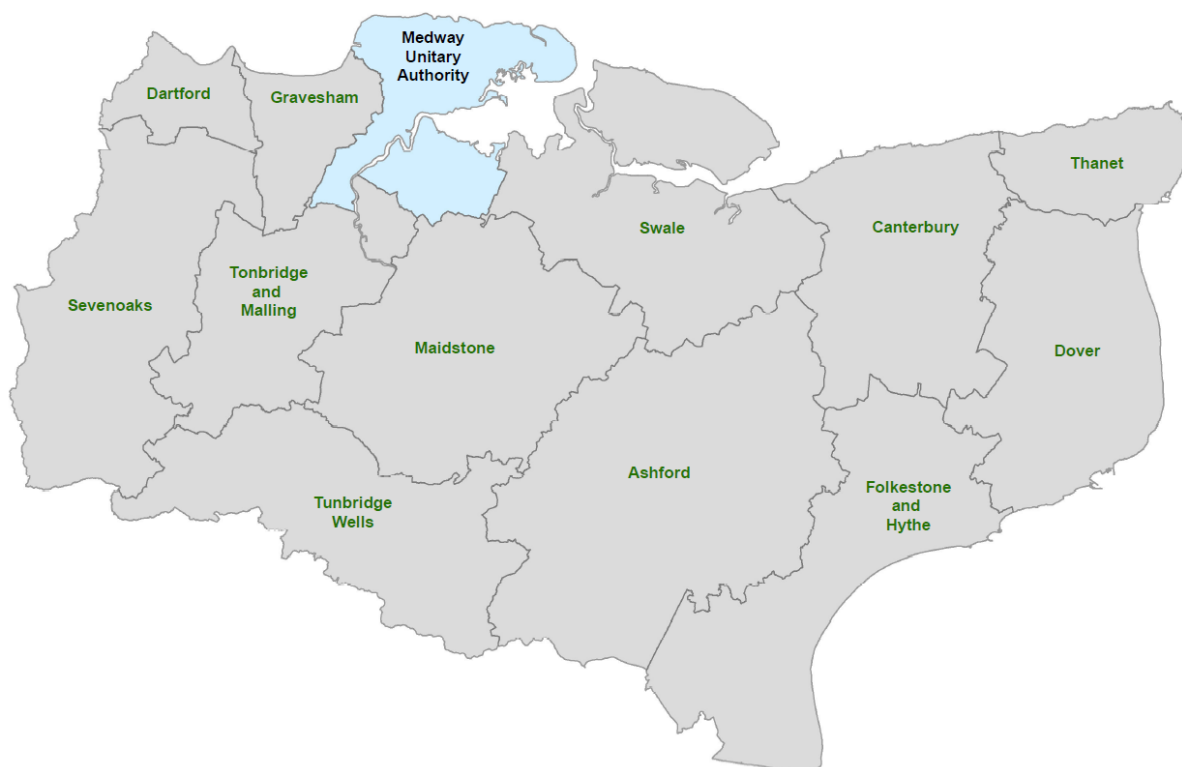 Medway
Unitary
Authority
Dartford
Gravesham
Thanet
Swale
Canterbury
Tonbridge
and
Malling
Sevenoaks
Maidstone
Dover
Ashford
Folkestone
and
Hythe
Tunbridge
Wells